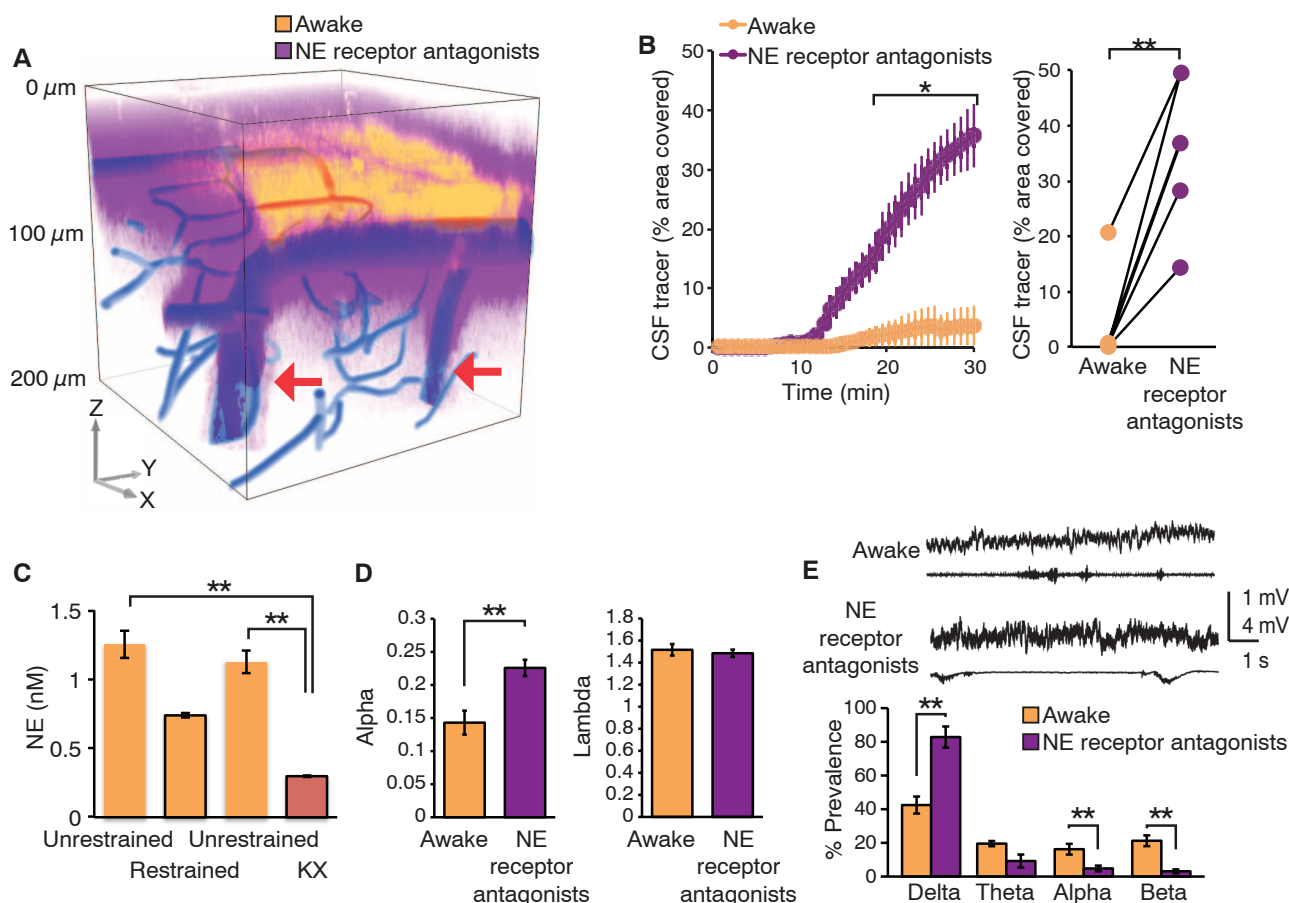 A
Awake
NE receptor antagonists
0 µm
100 µm
200 µm
Z
Y
X
B
Awake
NE receptor antagonists
CSF tracer (% area covered)
50
40
30
20
10
0
*
0
10
20
30
Time (min)
CSF tracer (% area covered)
50
40
30
20
10
0
**
Awake
NE
receptor
antagonists
C
NE (nM)
1.5
1
0.5
0
**
**
Unrestrained
Restrained
Unrestrained
KX
D
Alpha
0.3
0.25
0.2
0.15
0.1
0.05
0
**
Awake
NE
receptor
antagonists
Lambda
1.8
1.6
1.4
1.2
1
0.8
0.6
0.4
0.2
0
Awake
NE
receptor
antagonists
E
Awake
NE
receptor
antagonists
1 mV
4 mV
1 s
% Prevalence
100
80
60
40
20
0
Awake
NE receptor antagonists
**
**
**
Delta
Theta
Alpha
Beta